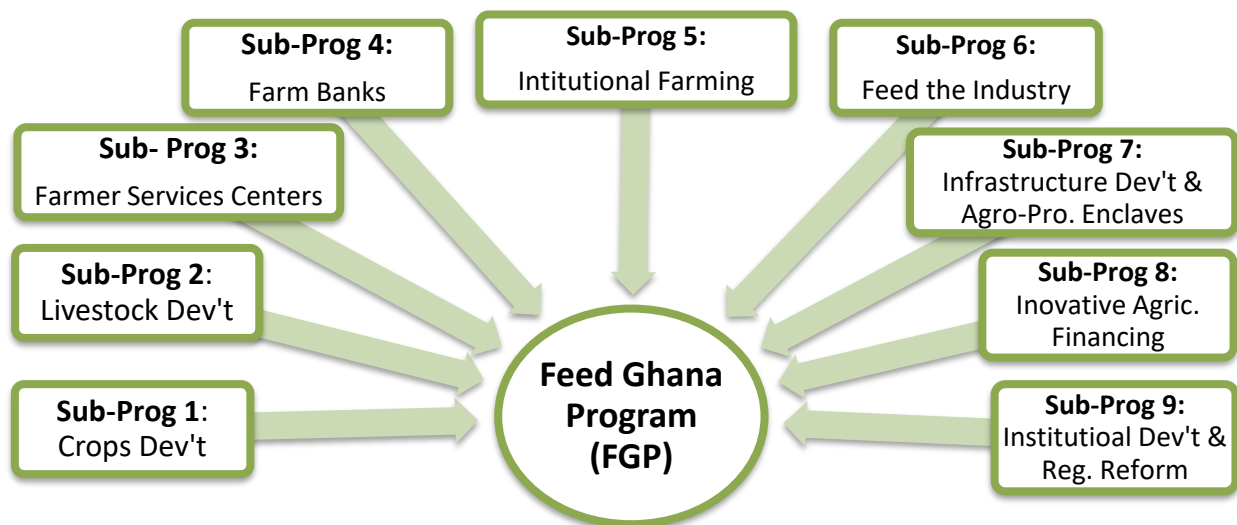 Sub-Prog 4:
Farm Banks
Sub-Prog 5:
Intitutional Farming
Sub-Prog 6:
Feed the Industry
Sub- Prog 3:
Farmer Services Centers
Sub-Prog 7:
Infrastructure Dev't &
Agro-Pro. Enclaves
Sub-Prog 2:
Livestock Dev't
Sub-Prog 8:
Inovative Agric.
Financing
Sub-Prog 1:
Crops Dev't
Sub-Prog 9:
Institutioal Dev't &
Reg. Reform
Feed Ghana
Program
(FGP)